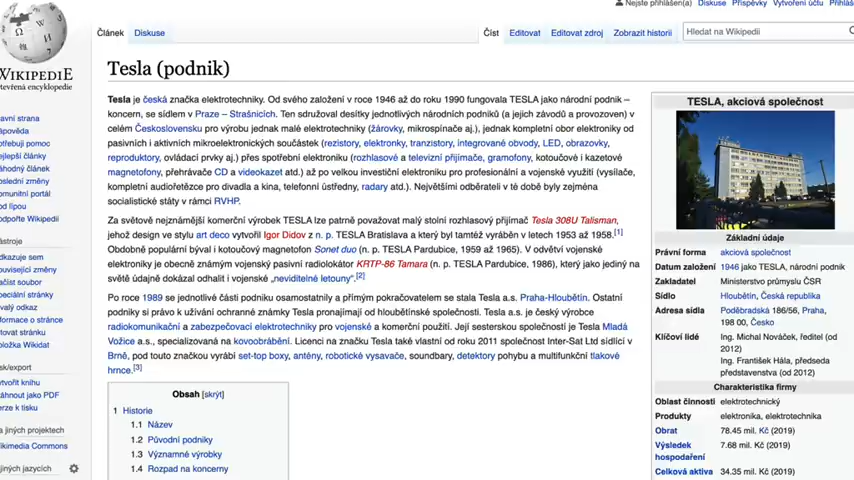 Nejste přihlášen(a) Diskuse Příspěvky Vytvoření účtu
WIKIPEDIE
otevřená encyklopedie
Článek Diskuse Číst Editovat Editovat zdroj Zobrazit historii Hledat na Wikipedii
Tesla (podnik)
Tesla je česká značka elektrotechniky. Od svého založení v roce 1946 až do roku 1990 fungovala TESLA jako národní podnik –
koncern, se sídlem v Praze – Strašnicích. Ten sdružoval desítky jednotlivých národních podniků (a jejich závodů a provozoven) v
celém Československu pro výrobu jednak malé elektrotechniky (žárovky, mikrospínače aj.), jednak kompletní obor elektroniky od
pasivních i aktivních mikroelektronických součástek (rezistory, elektronky, tranzistory, integrované obvody, LED, obrazovky,
reproduktory, ovládací prvky aj.) přes spotřební elektroniku (rozhlasové a televizní přijímače, gramofony, kotoučové i kazetové
magnetofony, přehrávače CD a videokazet atd.) až po velkou investiční elektroniku pro profesionální a vojenské využití (vysílače,
kompletní audiořetězce pro divadla a kina, telefonní ústředny, radary atd.). Největšími odběrateli v té době byly zejména
socialistické státy v rámci RVHP.
Za světově nejznámější komerční výrobek TESLA lze patrně považovat malý stolní rozhlasový přijímač Tesla 308U Talisman,
jehož design ve stylu art deco vytvořil Igor Didov z n. p. TESLA Bratislava a který byl tamtéž vyráběn v letech 1953 až 1958.[1]
Obdobně populární býval i kotoučový magnetofon Sonet duo (n. p. TESLA Pardubice, 1959 až 1965). V odvětví vojenské
elektroniky je obecně známým vojenský pasivní radiolokátor KRTP-86 Tamara (n. p. TESLA Pardubice, 1986), který jako jediný na
světě údajně dokázal odhalit i vojenské „neviditelné letouny".[2]
Po roce 1989 se jednotlivé části podniku osamostatnily a přímým pokračovatelem se stala Tesla a.s. Praha-Hloubětín. Ostatní
podniky si právo k užívání ochranné známky Tesla pronajímají od hloubětínské společnosti. Tesla a.s. je český výrobce
radiokomunikační a zabezpečovací elektrotechniky pro vojenské a komerční použití. Její sesterskou společností je Tesla Mladá
Vožice a.s., specializovaná na kovoobrábění. Licenci na značku Tesla také vlastní od roku 2011 společnost Inter-Sat Ltd sídlící v
Brně, pod touto značkou vyrábí set-top boxy, antény, robotické vysavače, soundbary, detektory pohybu a multifunkční tlakové
hrnce.[3]
Obsah [skrýt]
1 Historie
1.1 Název
1.2 Původní podniky
1.3 Významné výrobky
1.4 Rozpad na koncerny
TESLA, akciová společnost
Základní údaje
Právní forma akciová společnost
Datum založení 1946 jako TESLA, národní podnik
Zakladatel Ministerstvo průmyslu ČSR
Sídlo Hloubětín, Česká republika
Adresa sídla Poděbradská 186/56, Praha,
198 00, Česko
Klíčoví lidé Ing. Michal Nováček, ředitel (od
2012)
Ing. František Hála, předseda
představenstva (od 2012)
Charakteristika firmy
Oblast činnosti elektrotechnický
Produkty elektronika, elektrotechnika
Obrat 78.45 mil. Kč (2019)
Výsledek 7.68 mil. Kč (2019)
hospodaření
Celková aktiva 34.35 mil. Kč (2019)